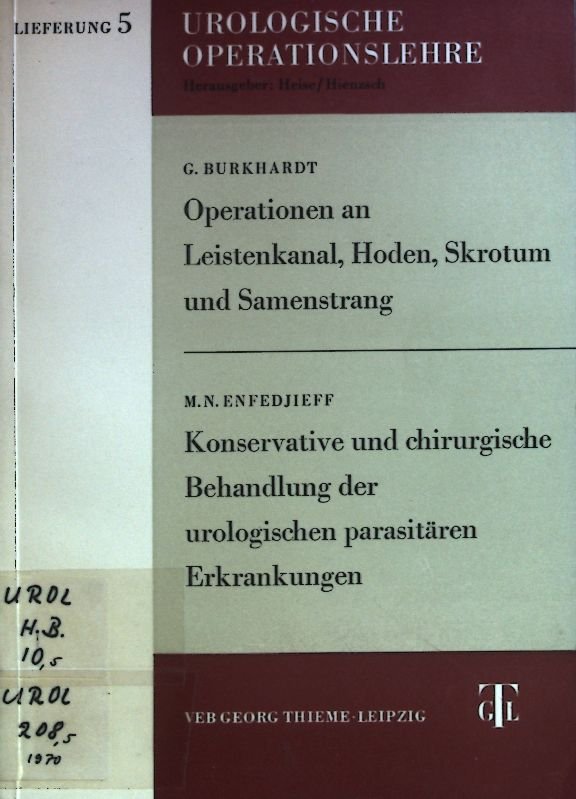 LIEFERUNG 5
UROLOGISCHE
OPERATIONSLEHRE
Herausgeber: Heise/Hienzsch
G. BURKHARDT
Operationen an
Leistenkanal, Hoden, Skrotum
und Samenstrang
M. N. ENFEDJIEFF
Konservative und chirurgische
Behandlung der
urologischen parasitären
Erkrankungen
UROL
H.B.
10,5
UROL
208,5
1970
VEB GEORG THIEME · LEIPZIG
GTL